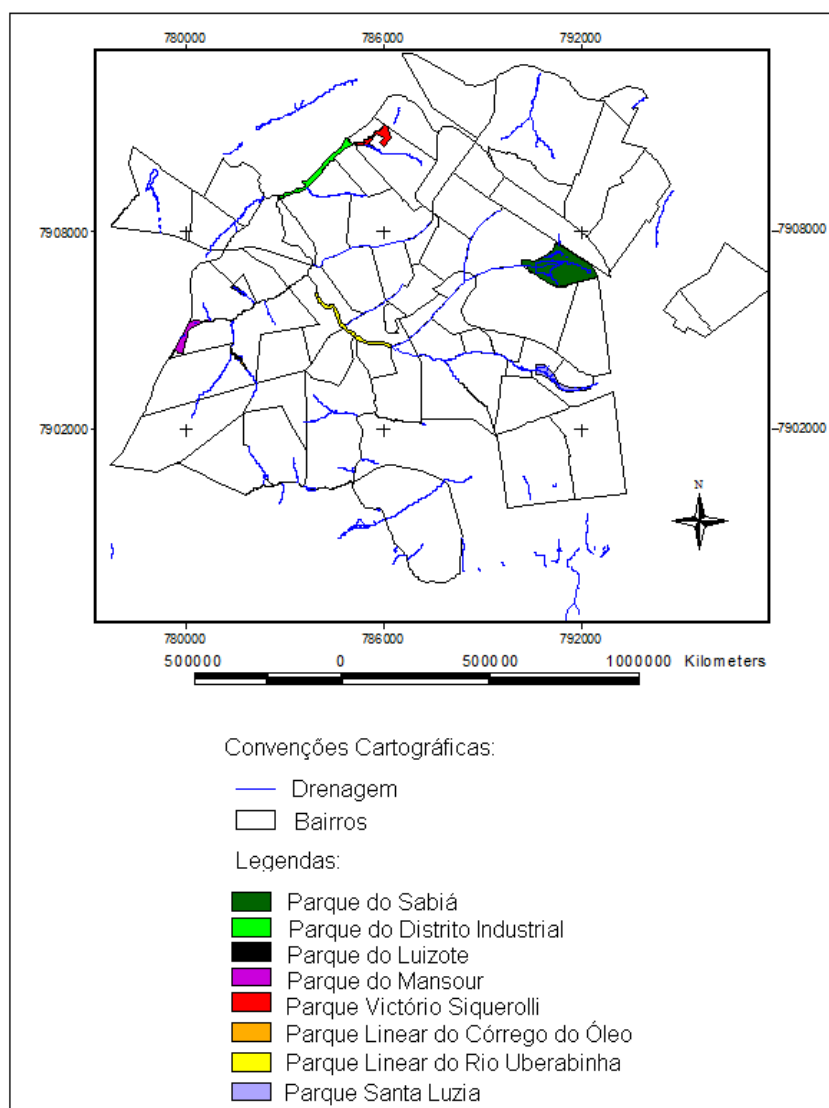 780000 786000 792000
7908000 7908000
7902000 7902000
N
780000 786000 792000
500000 0 500000 1000000 Kilometers
Convenções Cartográficas:
Drenagem
Bairros
Legendas:
Parque do Sabiá
Parque do Distrito Industrial
Parque do Luizote
Parque do Mansour
Parque Victório Siquerolli
Parque Linear do Córrego do Óleo
Parque Linear do Rio Uberabinha
Parque Santa Luzia